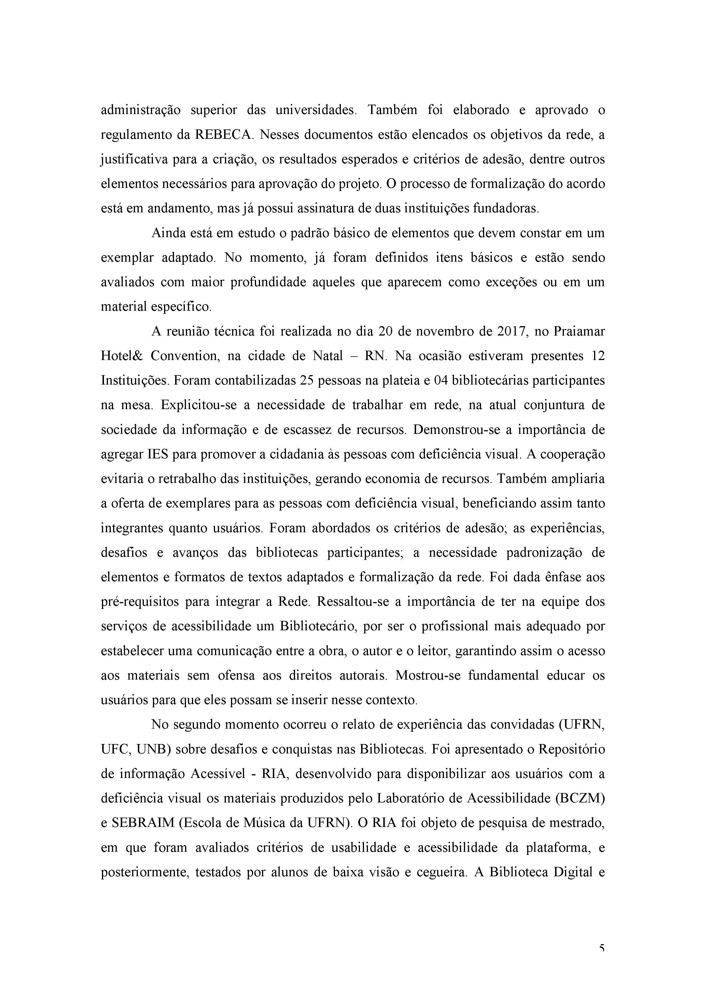 administração superior das universidades. Também foi elaborado e aprovado o
regulamento da REBECA. Nesses documentos estão elencados os objetivos da rede, a
justificativa para a criação, os resultados esperados e critérios de adesão, dentre outros
elementos necessários para aprovação do projeto. O processo de formalização do acordo
está em andamento, mas já possui assinatura de duas instituições fundadoras.
Ainda está em estudo o padrão básico de elementos que devem constar em um
exemplar adaptado. No momento, já foram definidos itens básicos e estão sendo
avaliados com maior profundidade aqueles que aparecem como exceções ou em um
material específico.
A reunião técnica foi realizada no dia 20 de novembro de 2017, no Praiamar
Hotel& Convention, na cidade de Natal – RN. Na ocasião estiveram presentes 12
Instituições. Foram contabilizadas 25 pessoas na plateia e 04 bibliotecárias participantes
na mesa. Explicitou-se a necessidade de trabalhar em rede, na atual conjuntura de
sociedade da informação e de escassez de recursos. Demonstrou-se a importância de
agregar IES para promover a cidadania às pessoas com deficiência visual. A cooperação
evitaria o retrabalho das instituições, gerando economia de recursos. Também ampliaria
a oferta de exemplares para as pessoas com deficiência visual, beneficiando assim tanto
integrantes quanto usuários. Foram abordados os critérios de adesão; as experiências,
desafios e avanços das bibliotecas participantes; a necessidade padronização de
elementos e formatos de textos adaptados e formalização da rede. Foi dada ênfase aos
pré-requisitos para integrar a Rede. Ressaltou-se a importância de ter na equipe dos
serviços de acessibilidade um Bibliotecário, por ser o profissional mais adequado por
estabelecer uma comunicação entre a obra, o autor e o leitor, garantindo assim o acesso
aos materiais sem ofensa aos direitos autorais. Mostrou-se fundamental educar os
usuários para que eles possam se inserir nesse contexto.
No segundo momento ocorreu o relato de experiência das convidadas (UFRN,
UFC, UNB) sobre desafios e conquistas nas Bibliotecas. Foi apresentado o Repositório
de informação Acessível - RIA, desenvolvido para disponibilizar aos usuários com a
deficiência visual os materiais produzidos pelo Laboratório de Acessibilidade (BCZM)
e SEBRAIM (Escola de Música da UFRN). O RIA foi objeto de pesquisa de mestrado,
em que foram avaliados critérios de usabilidade e acessibilidade da plataforma, e
posteriormente, testados por alunos de baixa visão e cegueira. A Biblioteca Digital e
5